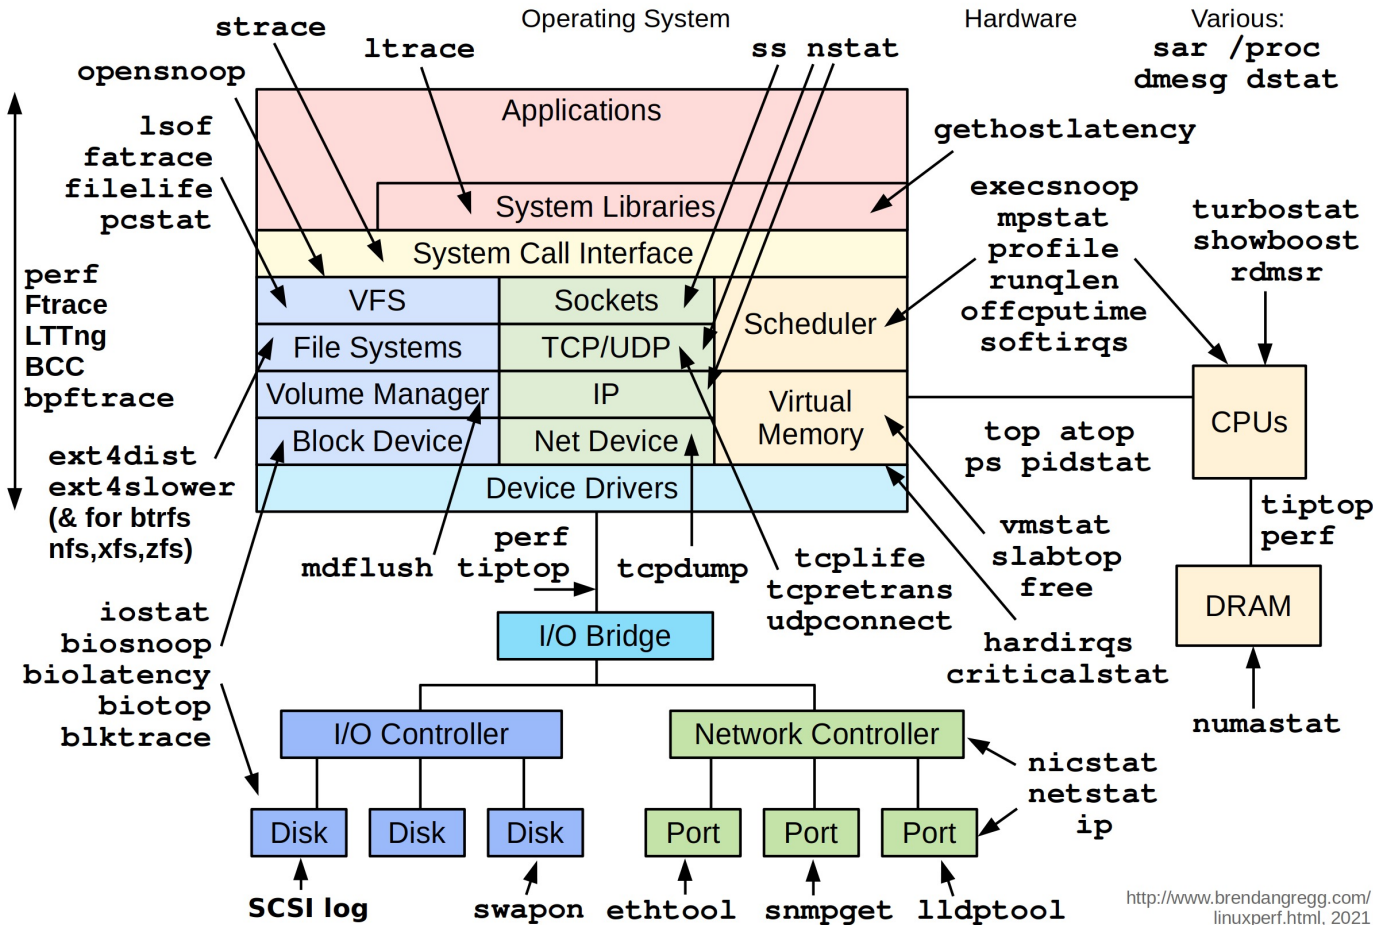 Operating System
Hardware
Various:
sar /proc
dmesg dstat
strace
ltrace
ss nstat
opensnoop
lsof
fatrace
filelife
pcstat
Applications
System Libraries
System Call Interface
VFS
Sockets
Scheduler
File Systems
TCP/UDP
Volume Manager
IP
Virtual
Memory
Block Device
Net Device
Device Drivers
gethostlatency
execsnoop
mpstat
profile
runqlen
offcputime
softirqs
turbostat
showboost
rdmsr
CPUs
perf
Ftrace
LTTng
BCC
bpftrace
ext4dist
ext4slower
(& for btrfs
nfs,xfs,zfs)
top atop
ps pidstat
tiptop
perf
DRAM
numastat
vmstat
slabtop
free
hardirqs
criticalstat
mdflush
perf
tiptop
tcpdump
tcplife
tcpretrans
udpconnect
iostat
biosnoop
biolatency
biotop
blktrace
I/O Bridge
I/O Controller
Network Controller
nicstat
netstat
ip
Disk
Disk
Disk
Port
Port
Port
SCSI log
swapon
ethtool
snmpget
lldptool
http://www.brendangregg.com/
linuxperf.html, 2021